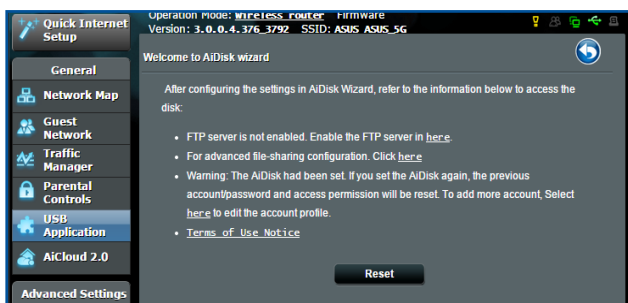 Quick Internet
Setup
General
Network Map
Guest
Network
Traffic
Manager
Parental
Controls
USB
Application
AiCloud 2.0
Advanced Settings
Operation Mode: Wireless router Firmware
Version: 3.0.0.4.376_3792 SSID: ASUS ASUS_5G
Welcome to AiDisk wizard
After configuring the settings in AiDisk Wizard, refer to the information below to access the
disk:
• FTP server is not enabled. Enable the FTP server in here.
• For advanced file-sharing configuration. Click here
• Warning: The AiDisk had been set. If you set the AiDisk again, the previous
account/password and access permission will be reset. To add more account, Select
here to edit the account profile.
• Terms of Use Notice
Reset